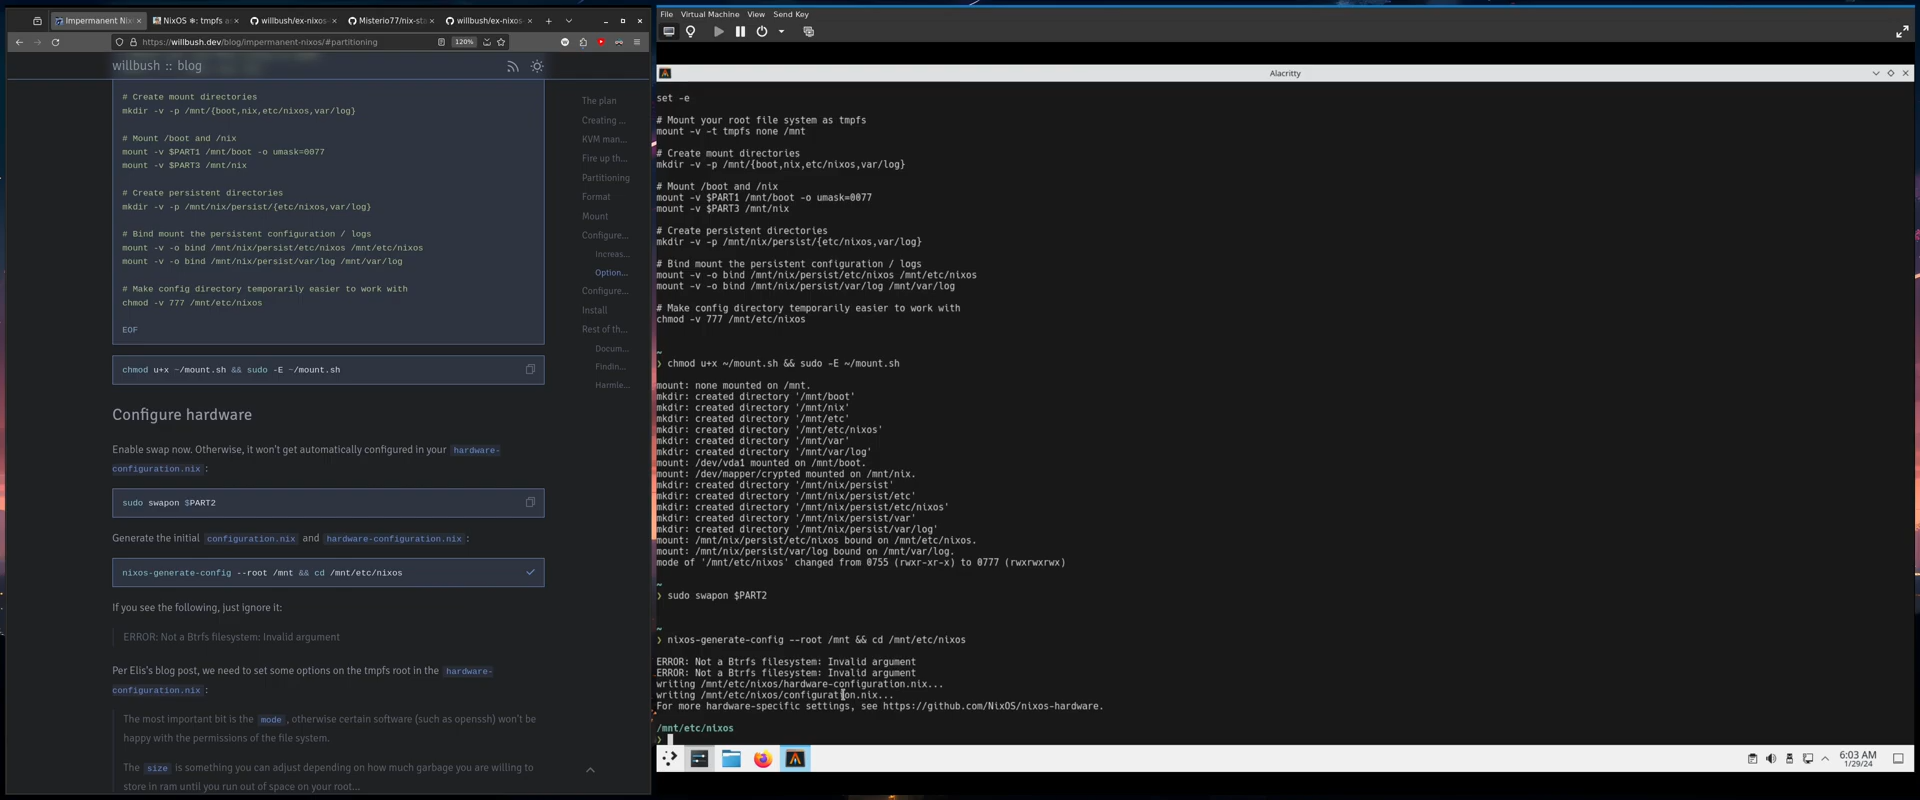 Impermanent Nix
NixOS ❄: tmpfs as
willbush/ex-nixos
Misterio77/nix-st
willbush/ex-nixos
https://willbush.dev/blog/impermanent-nixos/#partitioning
120%
willbush :: blog
# Create mount directories
mkdir -v -p /mnt/{boot,nix,etc/nixos,var/log}
# Mount /boot and /nix
mount -v $PART1 /mnt/boot -o umask=0077
mount -v $PART3 /mnt/nix
# Create persistent directories
mkdir -v -p /mnt/nix/persist/{etc/nixos,var/log}
# Bind mount the persistent configuration / logs
mount -v -o bind /mnt/nix/persist/etc/nixos /mnt/etc/nixos
mount -v -o bind /mnt/nix/persist/var/log /mnt/var/log
# Make config directory temporarily easier to work with
chmod -v 777 /mnt/etc/nixos
EOF
chmod u+x ~/mount.sh && sudo -E ~/mount.sh
Configure hardware
Enable swap now. Otherwise, it won't get automatically configured in your hardware-
configuration.nix :
sudo swapon $PART2
Generate the initial configuration.nix and hardware-configuration.nix :
nixos-generate-config --root /mnt && cd /mnt/etc/nixos
If you see the following, just ignore it:
ERROR: Not a Btrfs filesystem: Invalid argument
Per Elis's blog post, we need to set some options on the tmpfs root in the hardware-
configuration.nix :
The most important bit is the mode , otherwise certain software (such as openssh) won't be
happy with the permissions of the file system.
The size is something you can adjust depending on how much garbage you are willing to
store in ram until you run out of space on your root...
The plan
Creating ...
KVM man...
Fire up th...
Partitioning
Format
Mount
Configure...
Increas...
Option...
Configure...
Install
Rest of th...
Docum...
Findin...
Harmle...
File Virtual Machine View Send Key
Alacritty
set -e
# Mount your root file system as tmpfs
mount -v -t tmpfs none /mnt
# Create mount directories
mkdir -v -p /mnt/{boot,nix,etc/nixos,var/log}
# Mount /boot and /nix
mount -v $PART1 /mnt/boot -o umask=0077
mount -v $PART3 /mnt/nix
# Create persistent directories
mkdir -v -p /mnt/nix/persist/{etc/nixos,var/log}
# Bind mount the persistent configuration / logs
mount -v -o bind /mnt/nix/persist/etc/nixos /mnt/etc/nixos
mount -v -o bind /mnt/nix/persist/var/log /mnt/var/log
# Make config directory temporarily easier to work with
chmod -v 777 /mnt/etc/nixos
~
❯ chmod u+x ~/mount.sh && sudo -E ~/mount.sh
mount: none mounted on /mnt.
mkdir: created directory '/mnt/boot'
mkdir: created directory '/mnt/nix'
mkdir: created directory '/mnt/etc'
mkdir: created directory '/mnt/etc/nixos'
mkdir: created directory '/mnt/var'
mkdir: created directory '/mnt/var/log'
mount: /dev/vda1 mounted on /mnt/boot.
mount: /dev/mapper/crypted mounted on /mnt/nix.
mkdir: created directory '/mnt/nix/persist'
mkdir: created directory '/mnt/nix/persist/etc'
mkdir: created directory '/mnt/nix/persist/etc/nixos'
mkdir: created directory '/mnt/nix/persist/var'
mkdir: created directory '/mnt/nix/persist/var/log'
mount: /mnt/nix/persist/etc/nixos bound on /mnt/etc/nixos.
mount: /mnt/nix/persist/var/log bound on /mnt/var/log.
mode of '/mnt/etc/nixos' changed from 0755 (rwxr-xr-x) to 0777 (rwxrwxrwx)
~
❯ sudo swapon $PART2
~
❯ nixos-generate-config --root /mnt && cd /mnt/etc/nixos
ERROR: Not a Btrfs filesystem: Invalid argument
ERROR: Not a Btrfs filesystem: Invalid argument
writing /mnt/etc/nixos/hardware-configuration.nix...
writing /mnt/etc/nixos/configuration.nix...
For more hardware-specific settings, see https://github.com/NixOS/nixos-hardware.
/mnt/etc/nixos
❯
6:03 AM
1/29/24